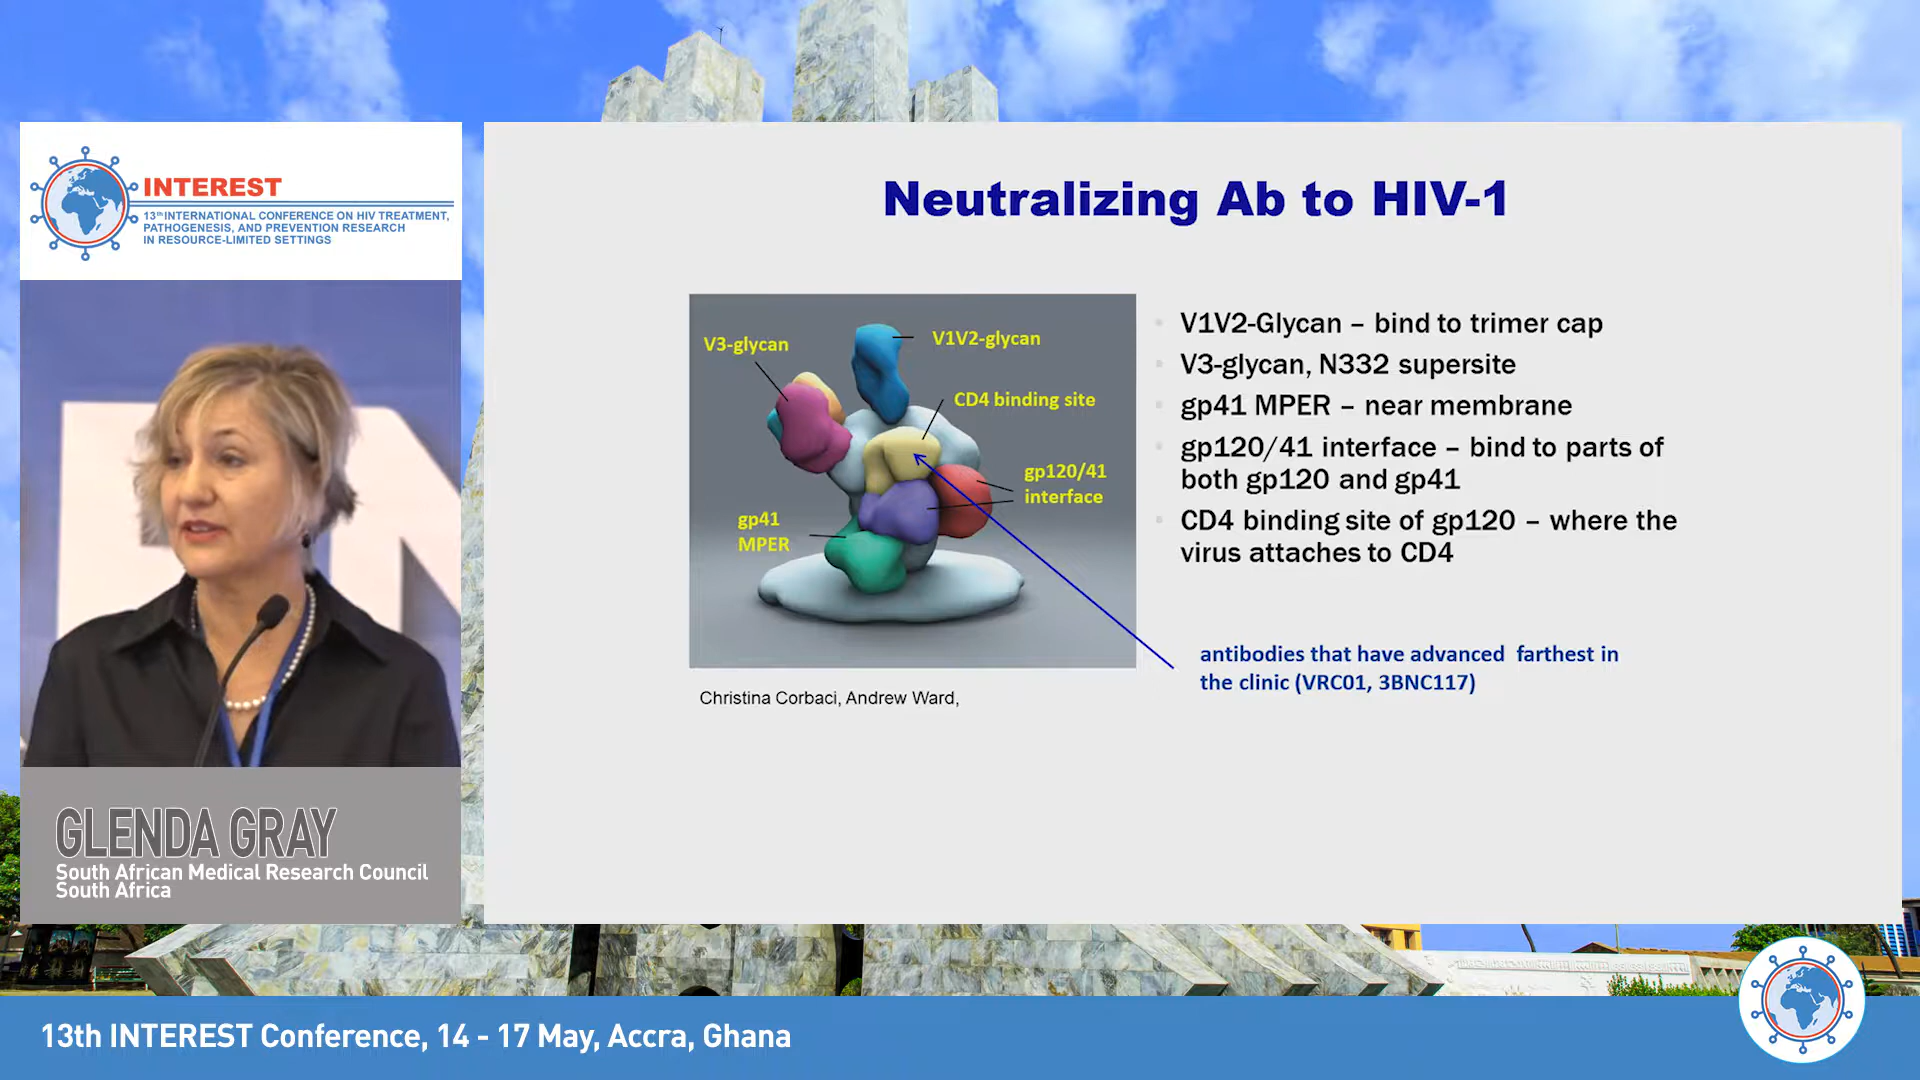 INTEREST
13th INTERNATIONAL CONFERENCE ON HIV TREATMENT,
PATHOGENESIS, AND PREVENTION RESEARCH
IN RESOURCE-LIMITED SETTINGS
GLENDA GRAY
South African Medical Research Council
South Africa
Neutralizing Ab to HIV-1
V3-glycan
V1V2-glycan
CD4 binding site
gp120/41
interface
gp41
MPER
Christina Corbaci, Andrew Ward,
V1V2-Glycan – bind to trimer cap
V3-glycan, N332 supersite
gp41 MPER – near membrane
gp120/41 interface – bind to parts of
both gp120 and gp41
CD4 binding site of gp120 – where the
virus attaches to CD4
antibodies that have advanced farthest in
the clinic (VRC01, 3BNC117)
13th INTEREST Conference, 14 - 17 May, Accra, Ghana